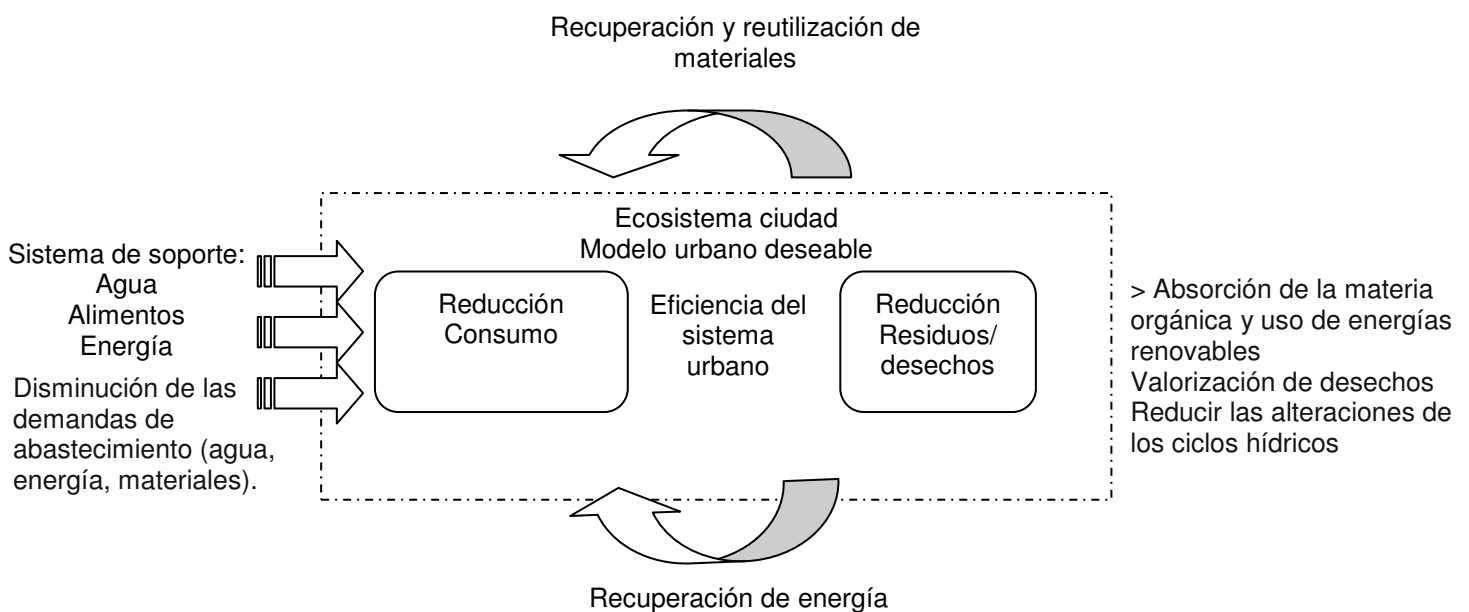 Recuperación y reutilización de
materiales
Ecosistema ciudad
Modelo urbano deseable
Sistema de soporte:
Agua
Alimentos
Energía
Disminución de las
demandas de
abastecimiento (agua,
energía, materiales).
Reducción
Consumo
Eficiencia del
sistema
urbano
Reducción
Residuos/
desechos
> Absorción de la materia
orgánica y uso de energías
renovables
Valorización de desechos
Reducir las alteraciones de
los ciclos hídricos
Recuperación de energía